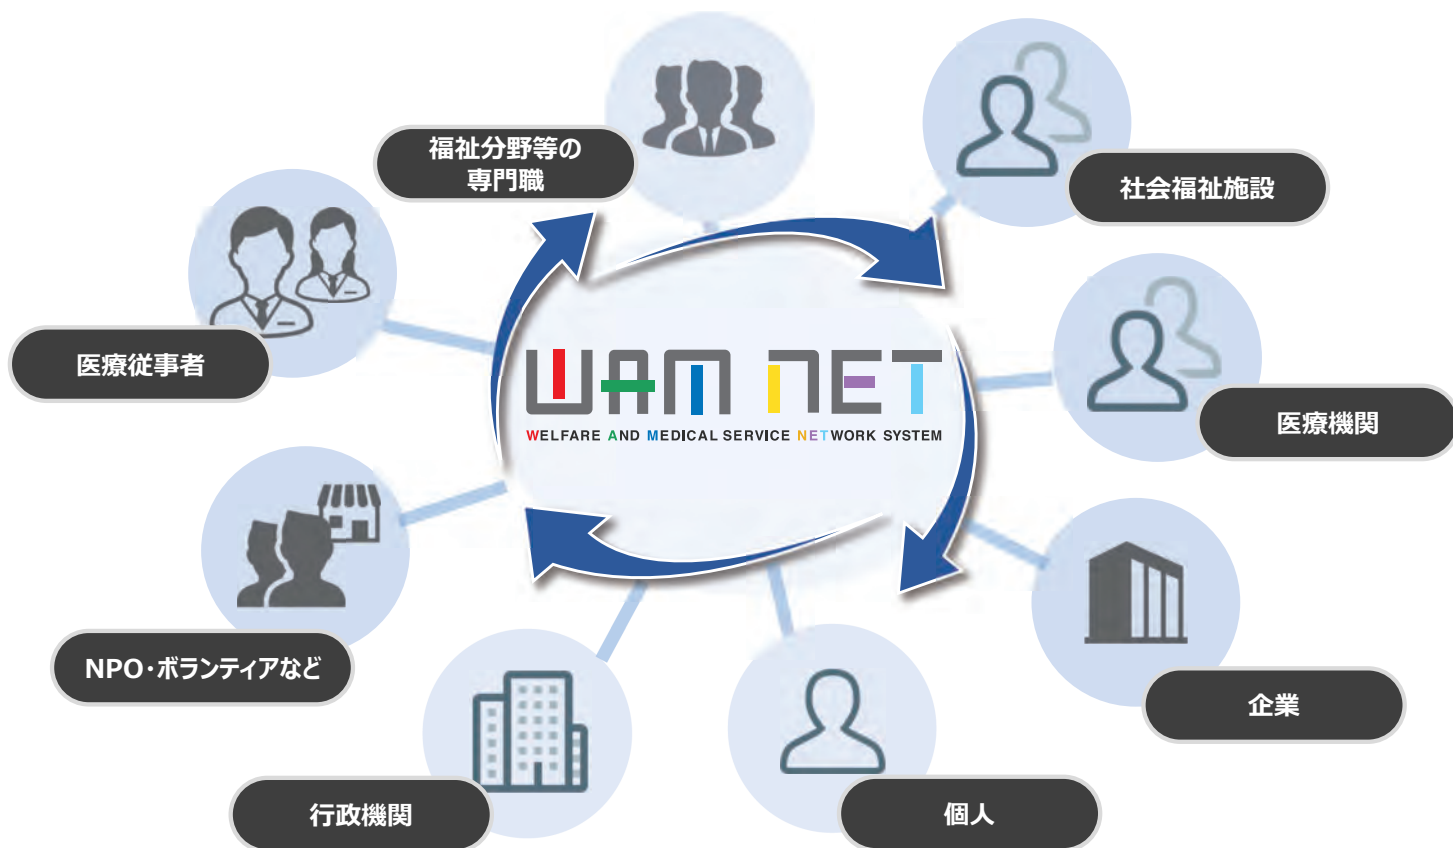 福祉分野等の
専門職
社会福祉施設
医療従事者
WAM NET
WELFARE AND MEDICAL SERVICE NETWORK SYSTEM
医療機関
NPO・ボランティアなど
企業
行政機関
個人